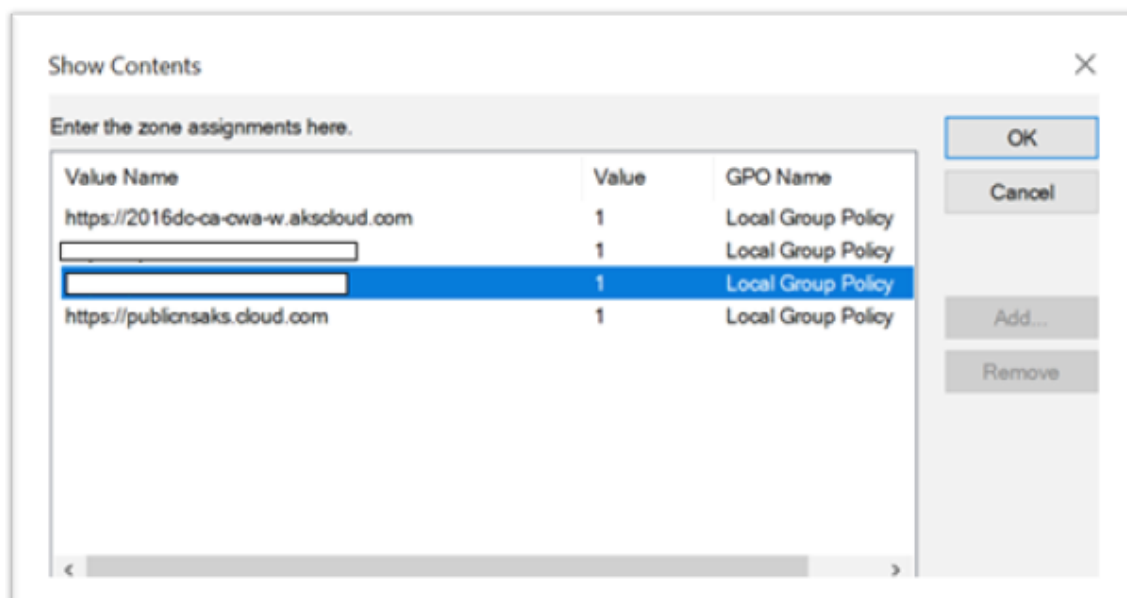 Show Contents
Enter the zone assignments here.
OK
Cancel
Value Name Value GPO Name
https://2016dc-ca-cwa-w.akscloud.com 1 Local Group Policy
1 Local Group Policy
1 Local Group Policy
https://publicnsaks.cloud.com 1 Local Group Policy
Add...
Remove